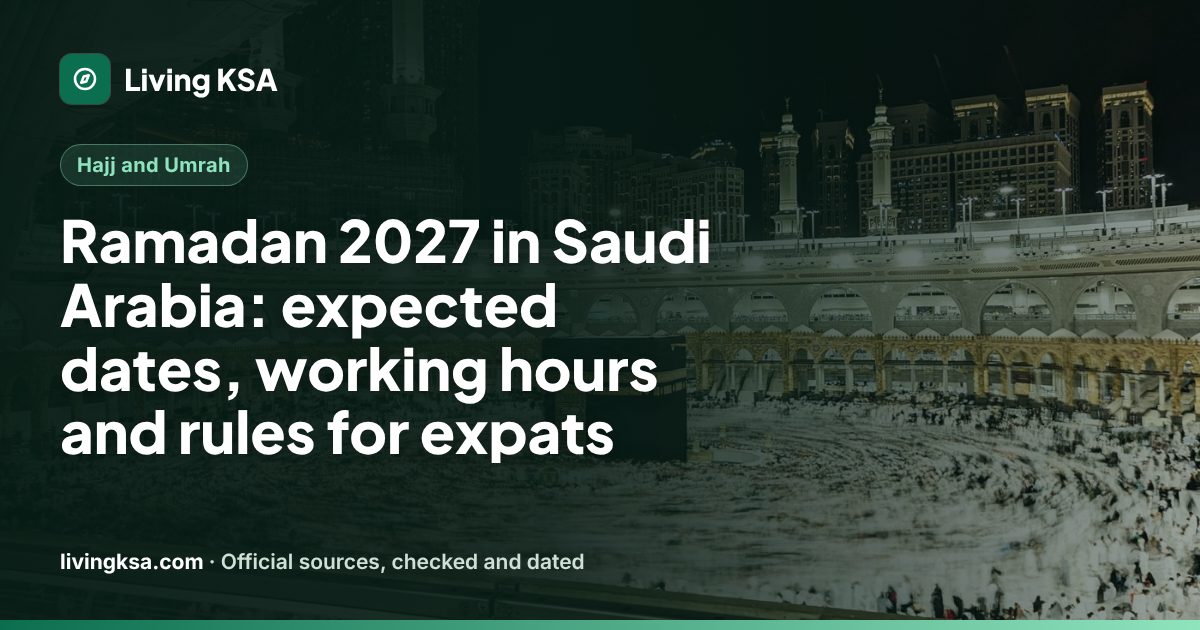 Living KSA
Hajj and Umrah
Ramadan 2027 in Saudi
Arabia: expected
dates, working hours
and rules for expats
livingksa.com · Official sources, checked and dated